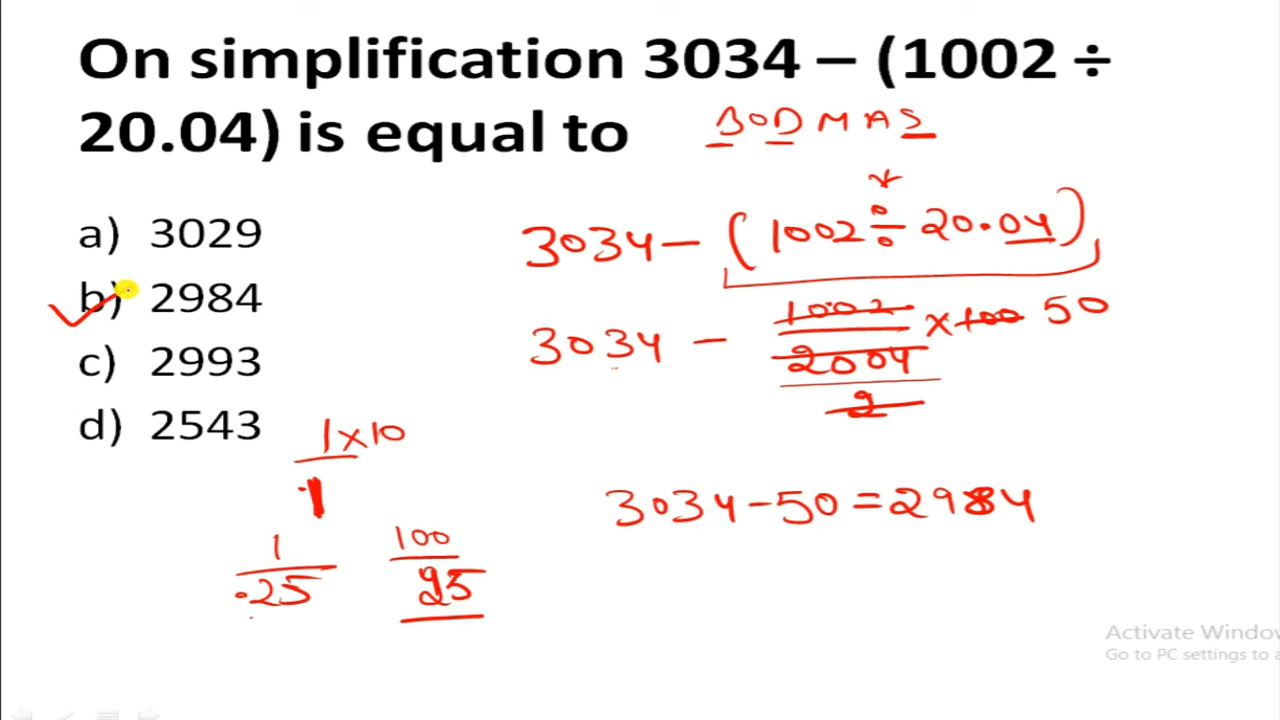 On simplification 3034 – (1002 ÷
20.04) is equal to
BODMAS
a) 3029
b) 2984
c) 2993
d) 2543
3034 - (1002 ÷ 20.04)
3034 - 1002 × 100 50
2004
2
1 × 10
.1
3034 - 50 = 2984
1
.25
100
25
Activate Window
Go to PC settings to a